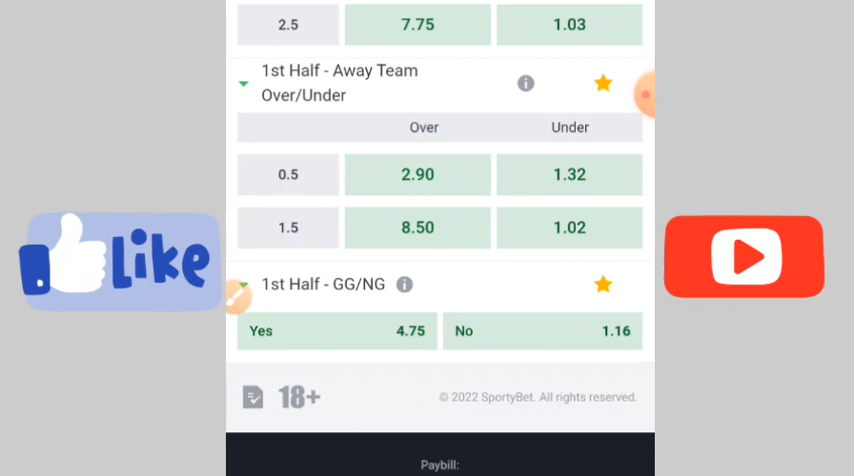 2.5 7.75 1.03
1st Half - Away Team
Over/Under
Over Under
0.5 2.90 1.32
1.5 8.50 1.02
Like
1st Half - GG/NG
Yes 4.75 No 1.16
18+ © 2022 SportyBet. All rights reserved.
Paybill: